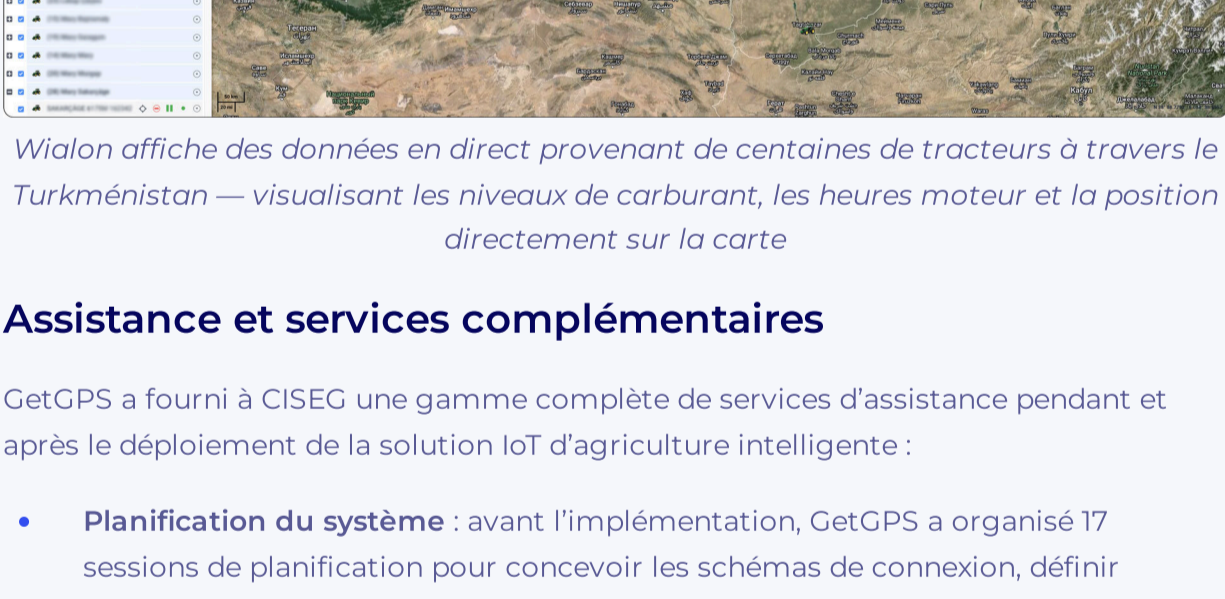 Тегеран
Кабул
Wialon affiche des données en direct provenant de centaines de tracteurs à travers le
Turkménistan — visualisant les niveaux de carburant, les heures moteur et la position
directement sur la carte
Assistance et services complémentaires
GetGPS a fourni à CISEG une gamme complète de services d’assistance pendant et
après le déploiement de la solution IoT d’agriculture intelligente :
Planification du système : avant l’implémentation, GetGPS a organisé 17
sessions de planification pour concevoir les schémas de connexion, définir